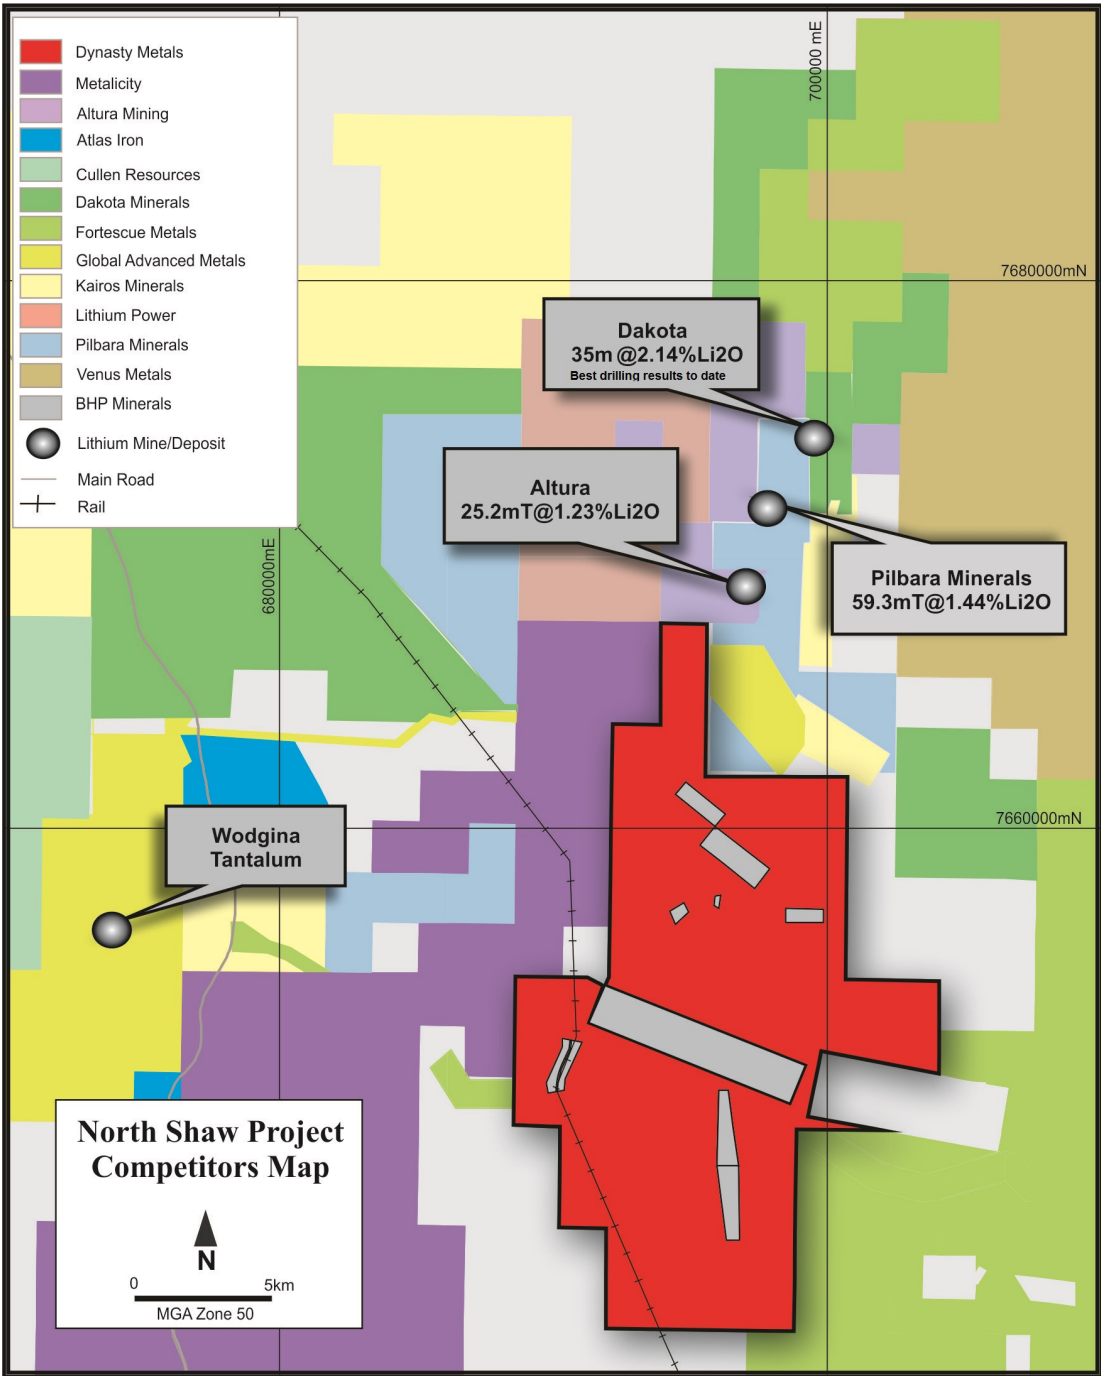 Dynasty Metals
Metalicity
Altura Mining
Atlas Iron
Cullen Resources
Dakota Minerals
Fortescue Metals
Global Advanced Metals
Kairos Minerals
Lithium Power
Pilbara Minerals
Venus Metals
BHP Minerals
Lithium Mine/Deposit
Main Road
Rail
700000 mE
7680000mN
Dakota
35m @2.14%Li2O
Best drilling results to date
Altura
25.2mT@1.23%Li2O
Pilbara Minerals
59.3mT@1.44%Li2O
680000mE
7660000mN
Wodgina
Tantalum
North Shaw Project
Competitors Map
N
0 5km
MGA Zone 50